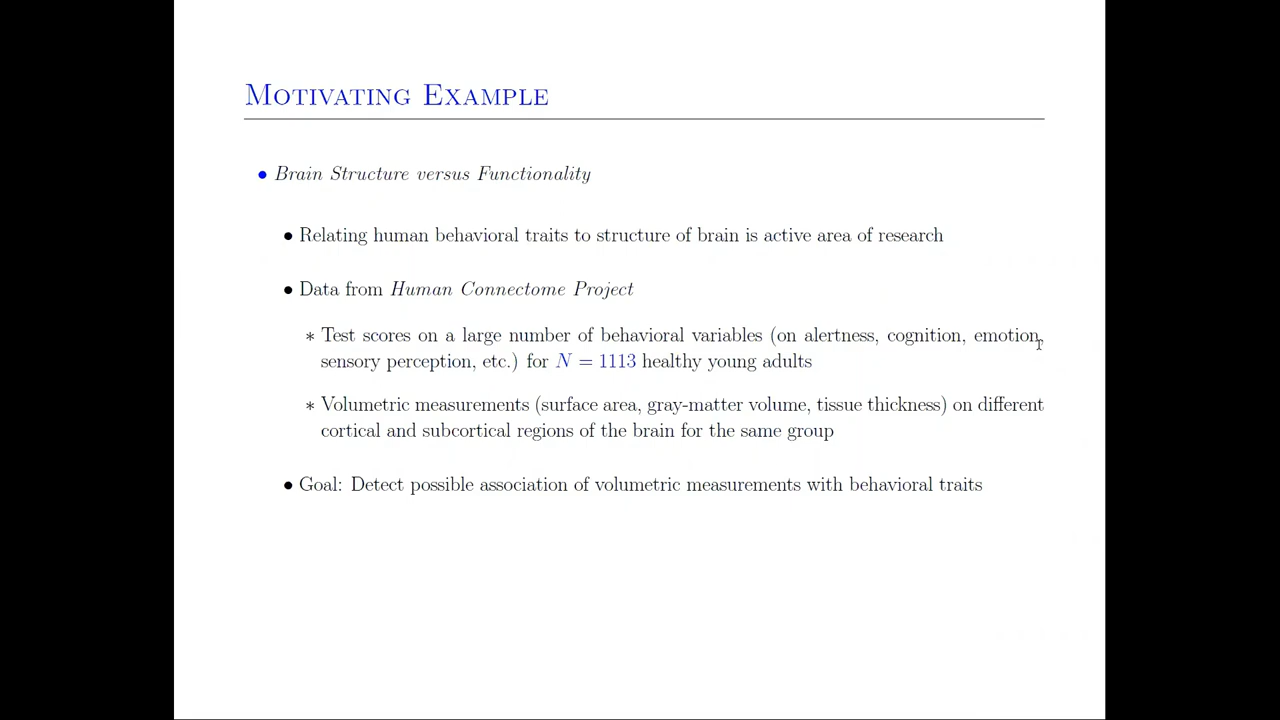 Motivating Example
• Brain Structure versus Functionality
• Relating human behavioral traits to structure of brain is active area of research
• Data from Human Connectome Project
∗ Test scores on a large number of behavioral variables (on alertness, cognition, emotion,
sensory perception, etc.) for N = 1113 healthy young adults
∗ Volumetric measurements (surface area, gray-matter volume, tissue thickness) on different
cortical and subcortical regions of the brain for the same group
• Goal: Detect possible association of volumetric measurements with behavioral traits